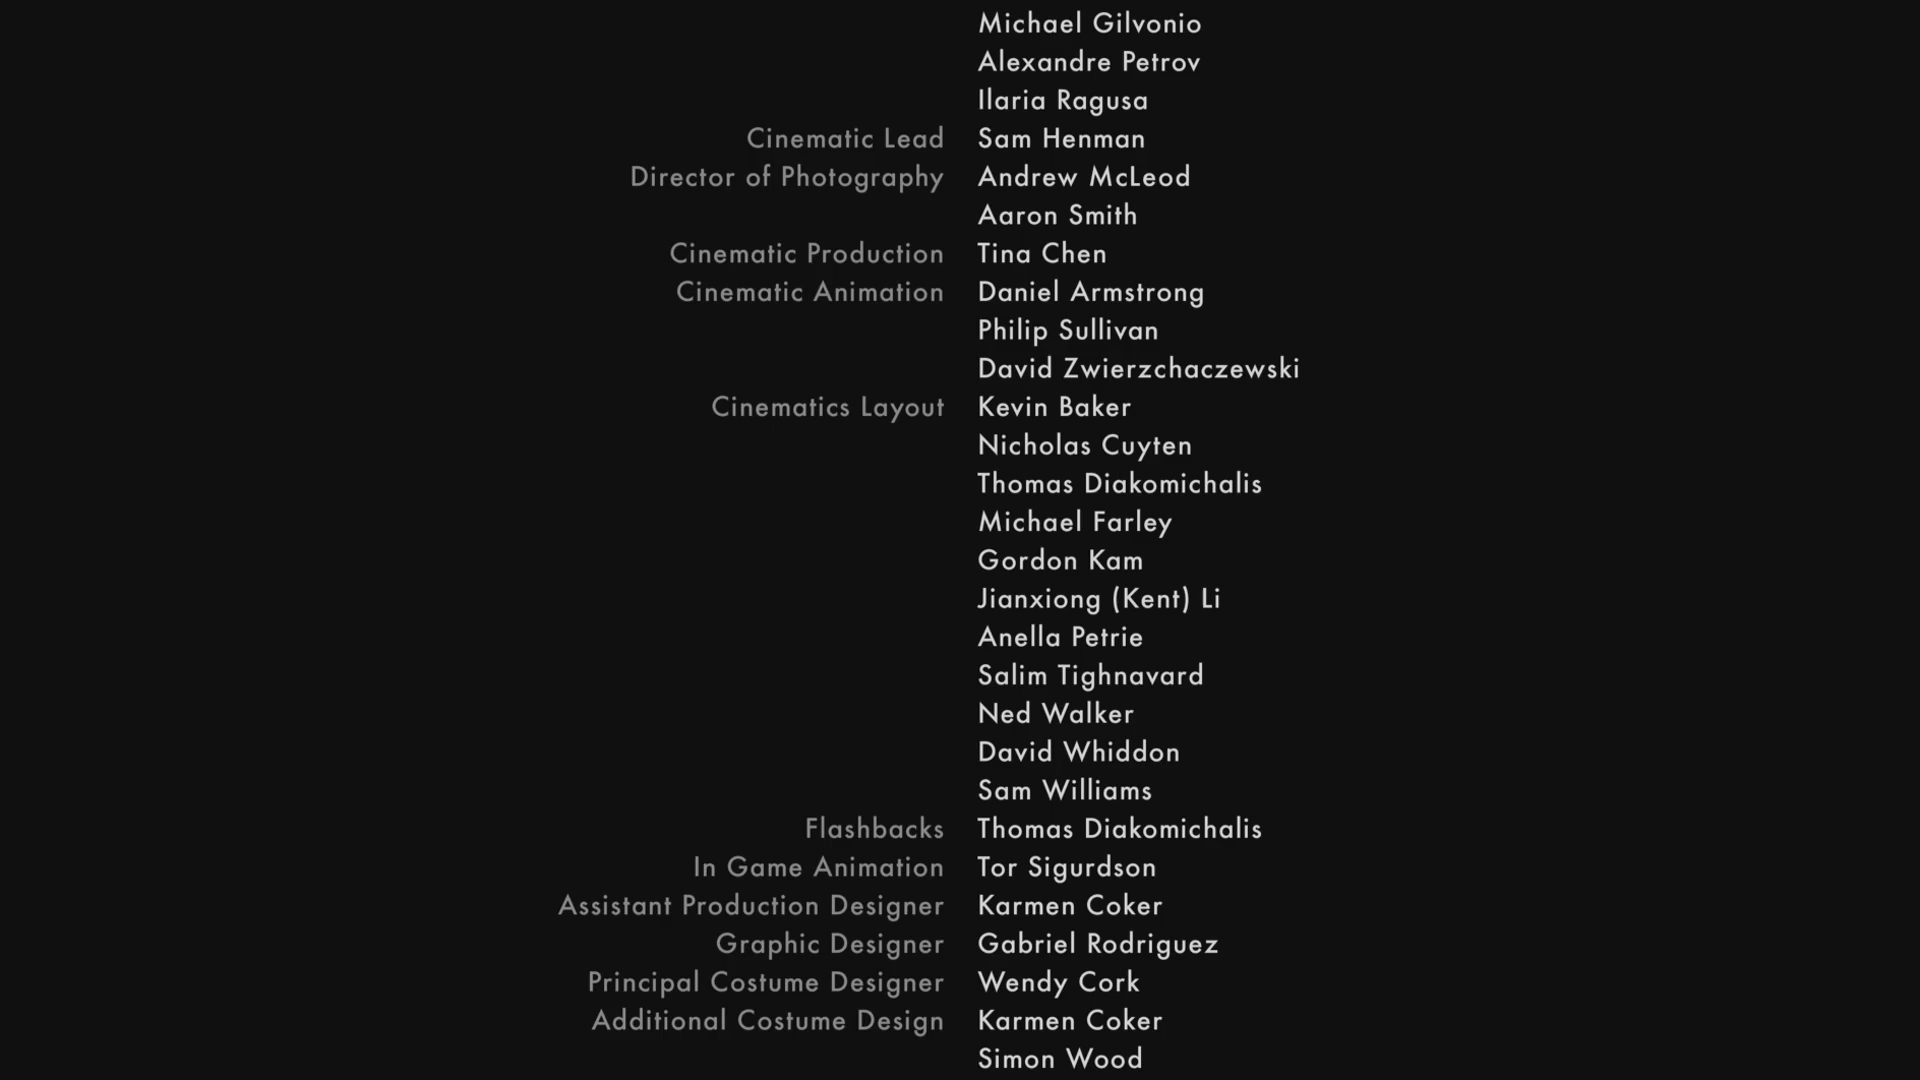 Michael Gilvonio
Alexandre Petrov
Ilaria Ragusa
Cinematic Lead Sam Henman
Director of Photography Andrew McLeod
Aaron Smith
Cinematic Production Tina Chen
Cinematic Animation Daniel Armstrong
Philip Sullivan
David Zwierzchaczewski
Cinematics Layout Kevin Baker
Nicholas Cuyten
Thomas Diakomichalis
Michael Farley
Gordon Kam
Jianxiong (Kent) Li
Anella Petrie
Salim Tighnavard
Ned Walker
David Whiddon
Sam Williams
Flashbacks Thomas Diakomichalis
In Game Animation Tor Sigurdson
Assistant Production Designer Karmen Coker
Graphic Designer Gabriel Rodriguez
Principal Costume Designer Wendy Cork
Additional Costume Design Karmen Coker
Simon Wood